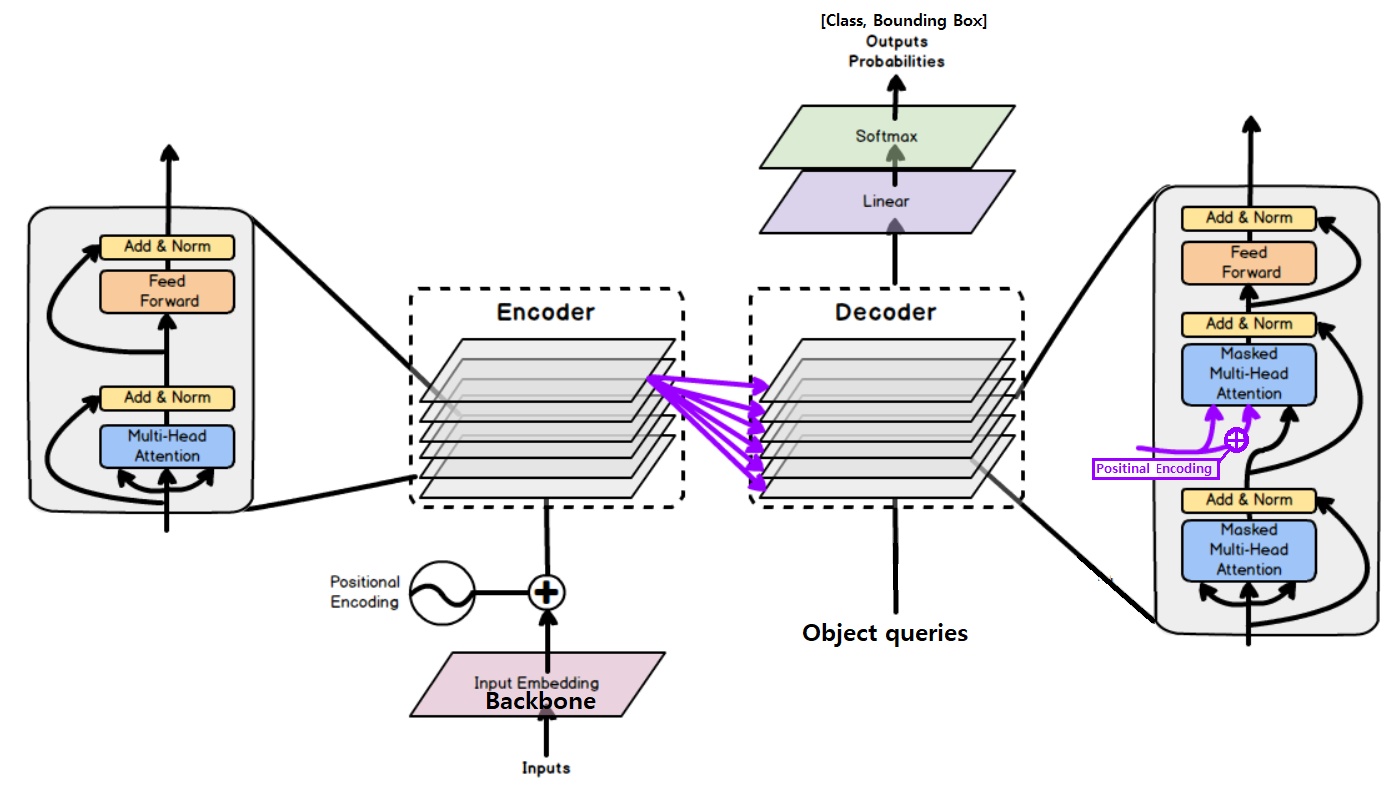 [Class, Bounding Box]
Outputs
Probabilities
Softmax
Linear
Add & Norm
Feed
Forward
Add & Norm
Multi-Head
Attention
Encoder
Decoder
Add & Norm
Feed
Forward
Add & Norm
Masked
Multi-Head
Attention
Positinal Encoding
Add & Norm
Masked
Multi-Head
Attention
Positional
Encoding
Object queries
Input Embedding
Backbone
Inputs